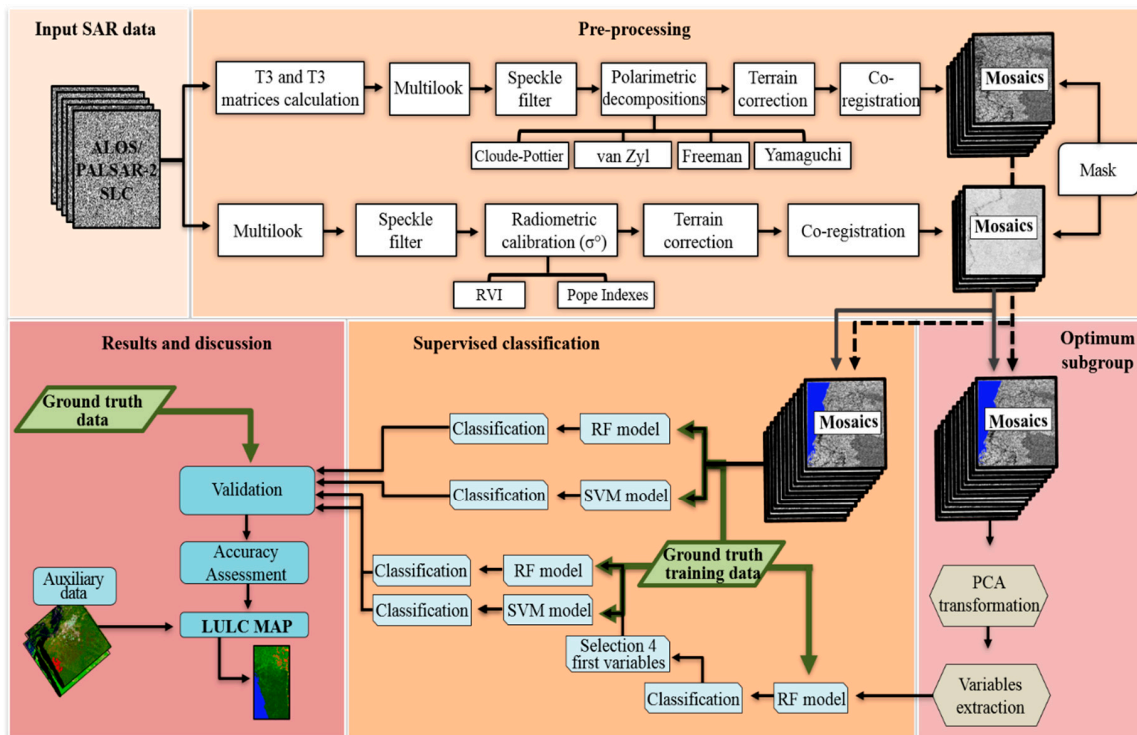 Input SAR data
Pre-processing
ALOS/
PALSAR-2
SLC
T3 and T3
matrices calculation
Multilook
Speckle
filter
Polarimetric
decompositions
Terrain
correction
Co-
registration
Mosaics
Cloude-Pottier
van Zyl
Freeman
Yamaguchi
Mask
Multilook
Speckle
filter
Radiometric
calibration (σ°)
Terrain
correction
Co-registration
Mosaics
RVI
Pope Indexes
Results and discussion
Supervised classification
Optimum
subgroup
Ground truth
data
Mosaics
Mosaics
Classification
RF model
Validation
Classification
SVM model
Accuracy
Assessment
Classification
RF model
Ground truth
training data
Auxiliary
data
Classification
SVM model
PCA
transformation
LULC MAP
Selection 4
first variables
Classification
RF model
Variables
extraction